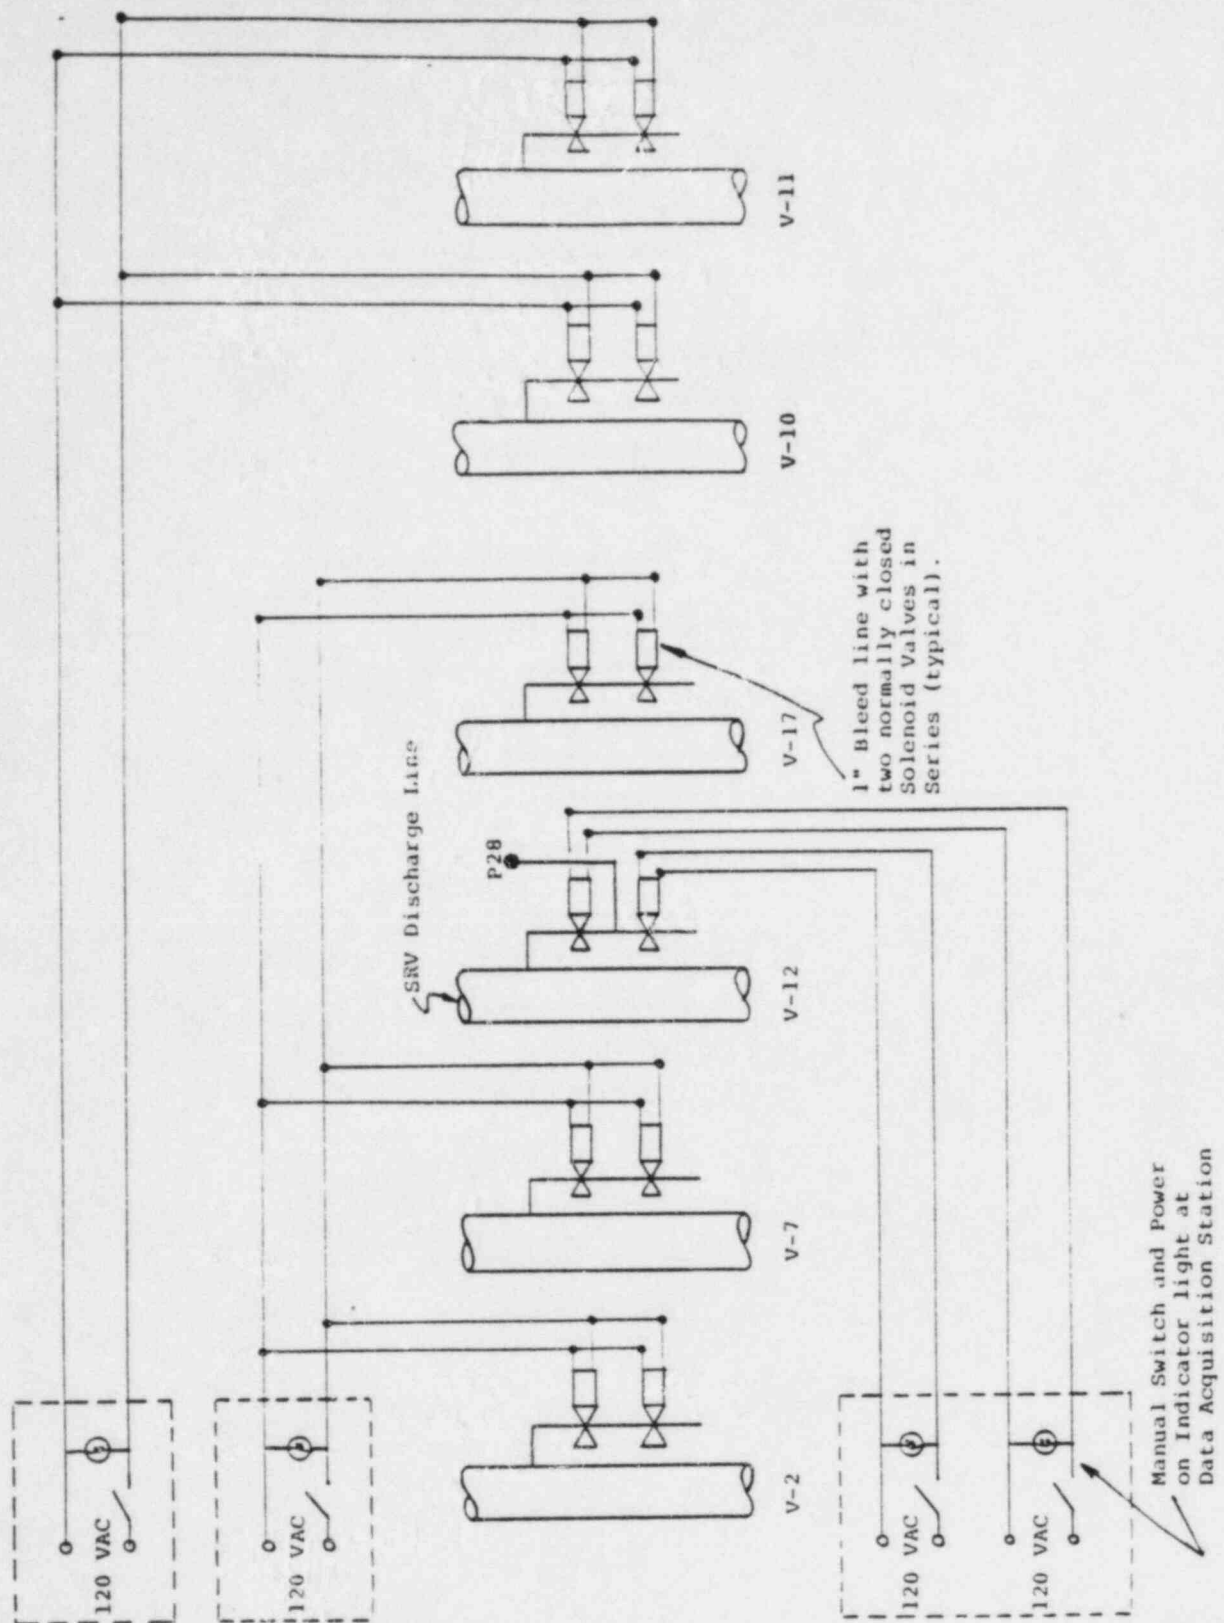 120 VAC
120 VAC
120 VAC
120 VAC
Manual Switch and Power
on Indicator light at
Data Acquisition Station
SRV Discharge Line
P28
1" Bleed line with
two normally closed
Solenoid Valves in
Series (typical).
V-2
V-7
V-12
V-17
V-10
V-11